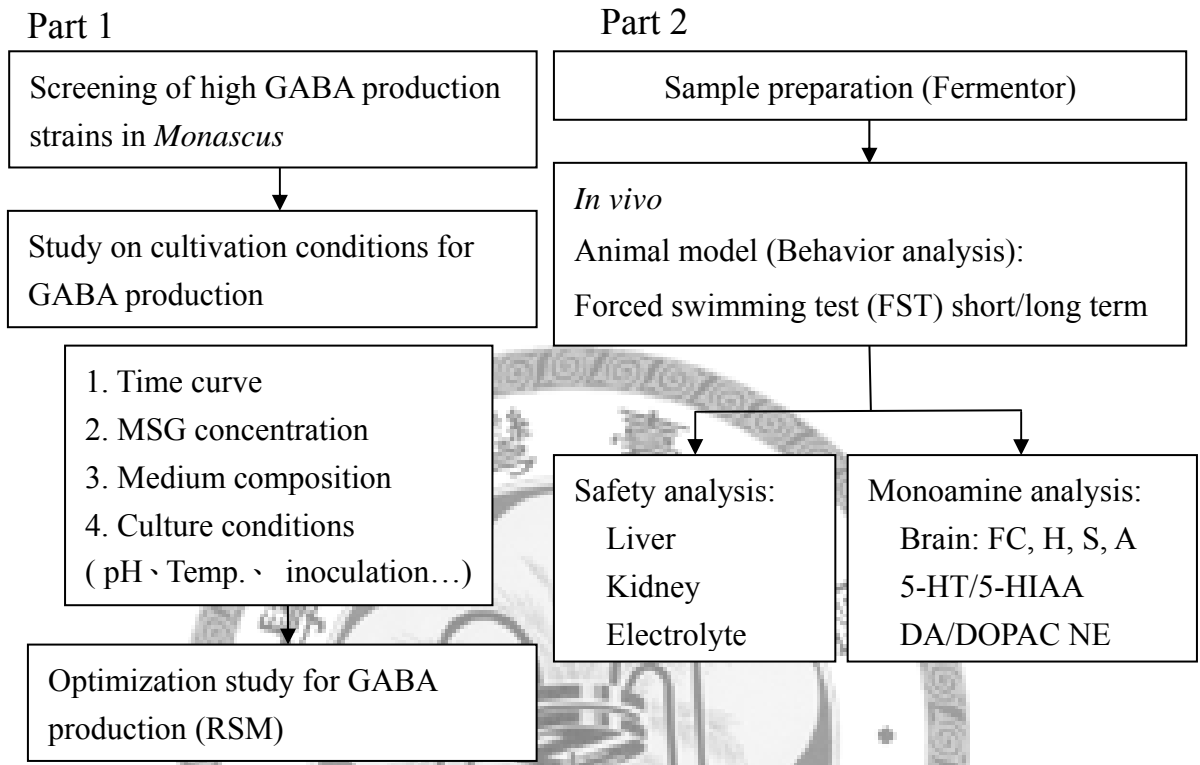 Part 1
Screening of high GABA production
strains in Monascus
Study on cultivation conditions for
GABA production
1. Time curve
2. MSG concentration
3. Medium composition
4. Culture conditions
( pH、Temp.、 inoculation…)
Optimization study for GABA
production (RSM)
Part 2
Sample preparation (Fermentor)
In vivo
Animal model (Behavior analysis):
Forced swimming test (FST) short/long term
Safety analysis:
Liver
Kidney
Electrolyte
Monoamine analysis:
Brain: FC, H, S, A
5-HT/5-HIAA
DA/DOPAC NE